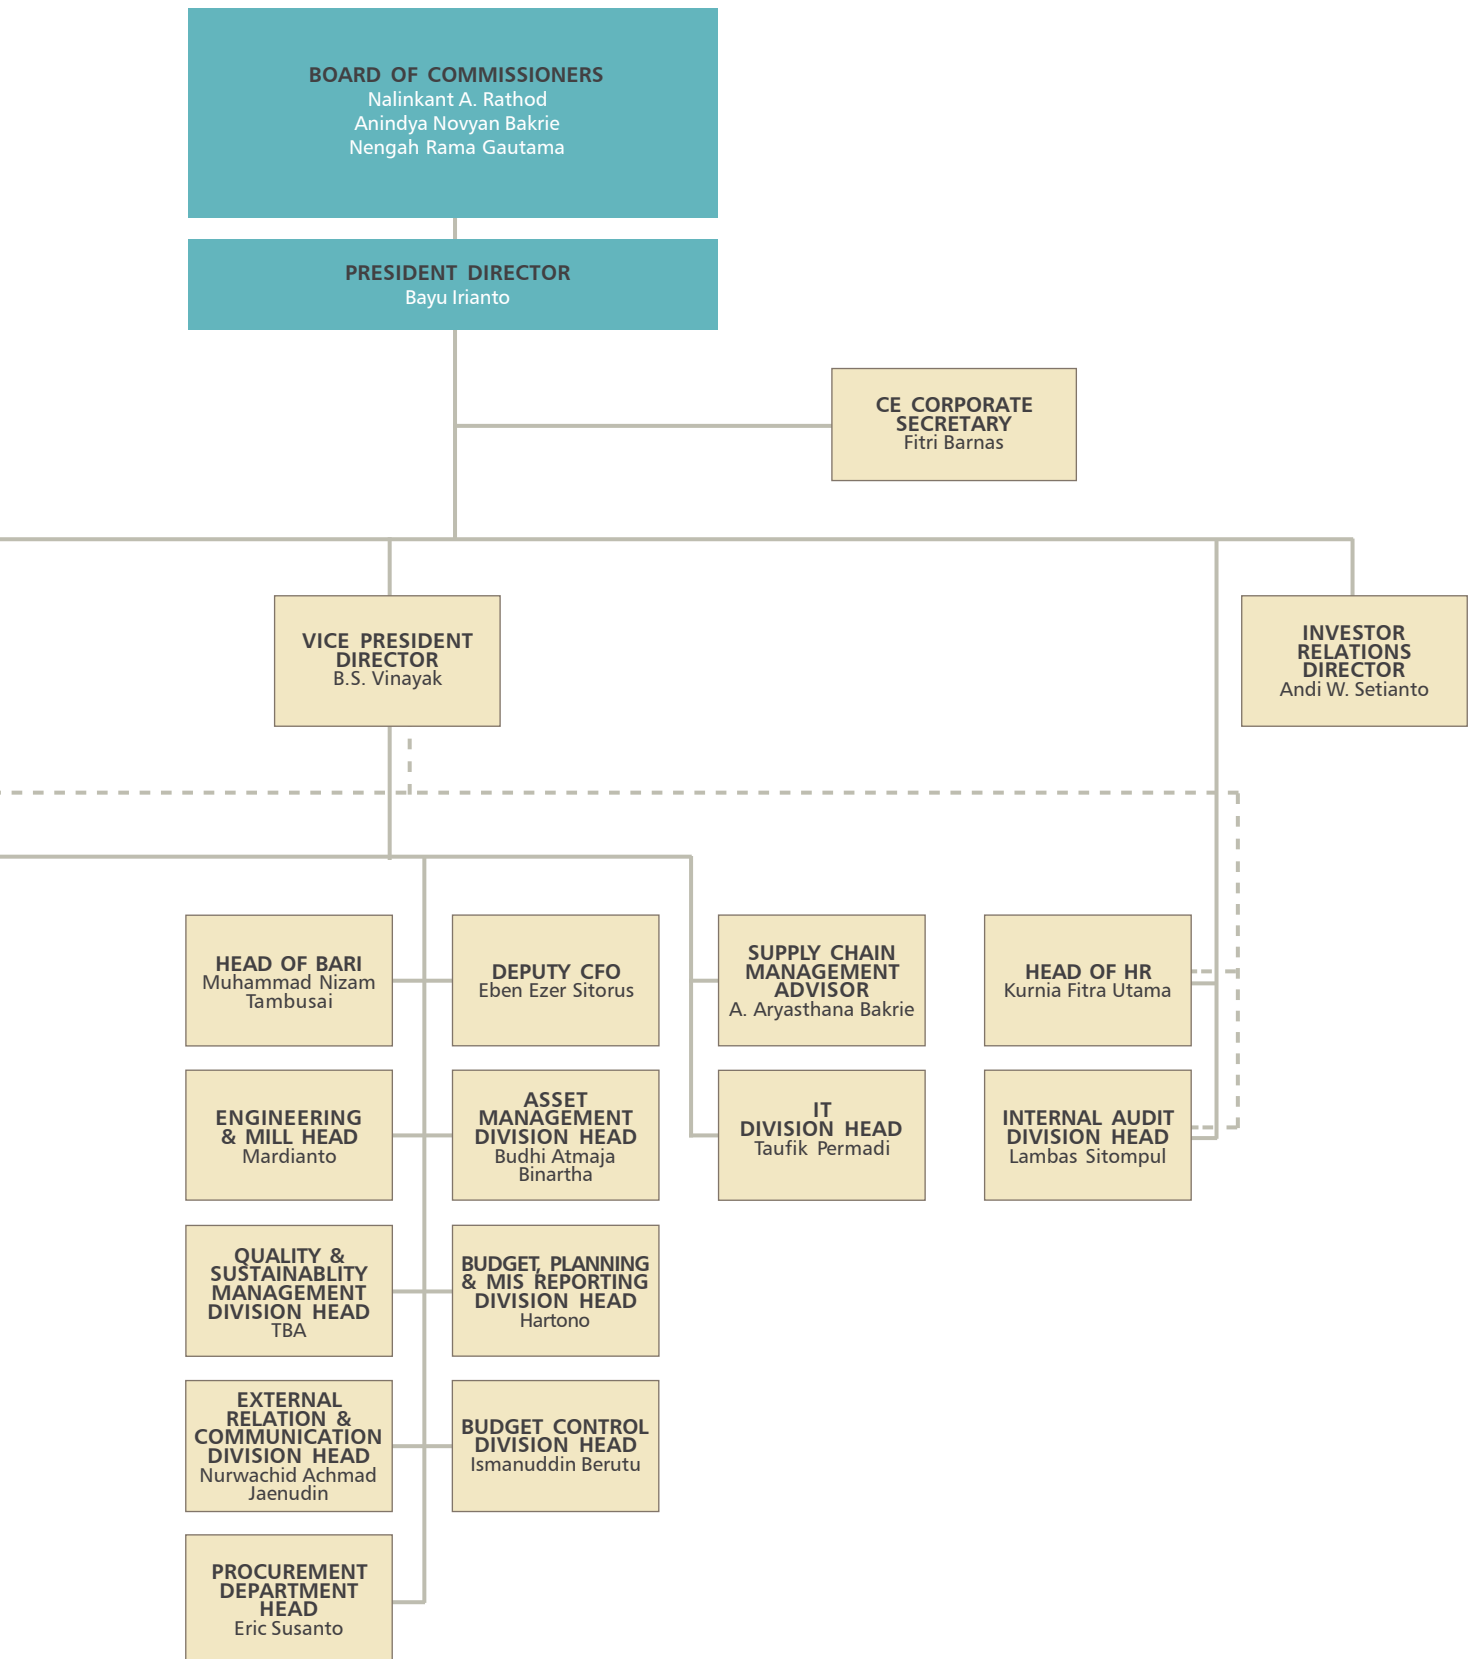 BOARD OF COMMISSIONERS
Nalinkant A. Rathod
Anindya Novyan Bakrie
Nengah Rama Gautama
PRESIDENT DIRECTOR
Bayu Irianto
CE CORPORATE
SECRETARY
Fitri Barnas
VICE PRESIDENT
DIRECTOR
B.S. Vinayak
INVESTOR
RELATIONS
DIRECTOR
Andi W. Setianto
HEAD OF BARI
Muhammad Nizam
Tambusai
DEPUTY CFO
Eben Ezer Sitorus
SUPPLY CHAIN
MANAGEMENT
ADVISOR
A. Aryasthana Bakrie
HEAD OF HR
Kurnia Fitra Utama
ENGINEERING
& MILL HEAD
Mardianto
ASSET
MANAGEMENT
DIVISION HEAD
Budhi Atmaja
Binartha
IT
DIVISION HEAD
Taufik Permadi
INTERNAL AUDIT
DIVISION HEAD
Lambas Sitompul
QUALITY &
SUSTAINABLITY
MANAGEMENT
DIVISION HEAD
TBA
BUDGET, PLANNING
& MIS REPORTING
DIVISION HEAD
Hartono
EXTERNAL
RELATION &
COMMUNICATION
DIVISION HEAD
Nurwachid Achmad
Jaenudin
BUDGET CONTROL
DIVISION HEAD
Ismanuddin Berutu
PROCUREMENT
DEPARTMENT
HEAD
Eric Susanto